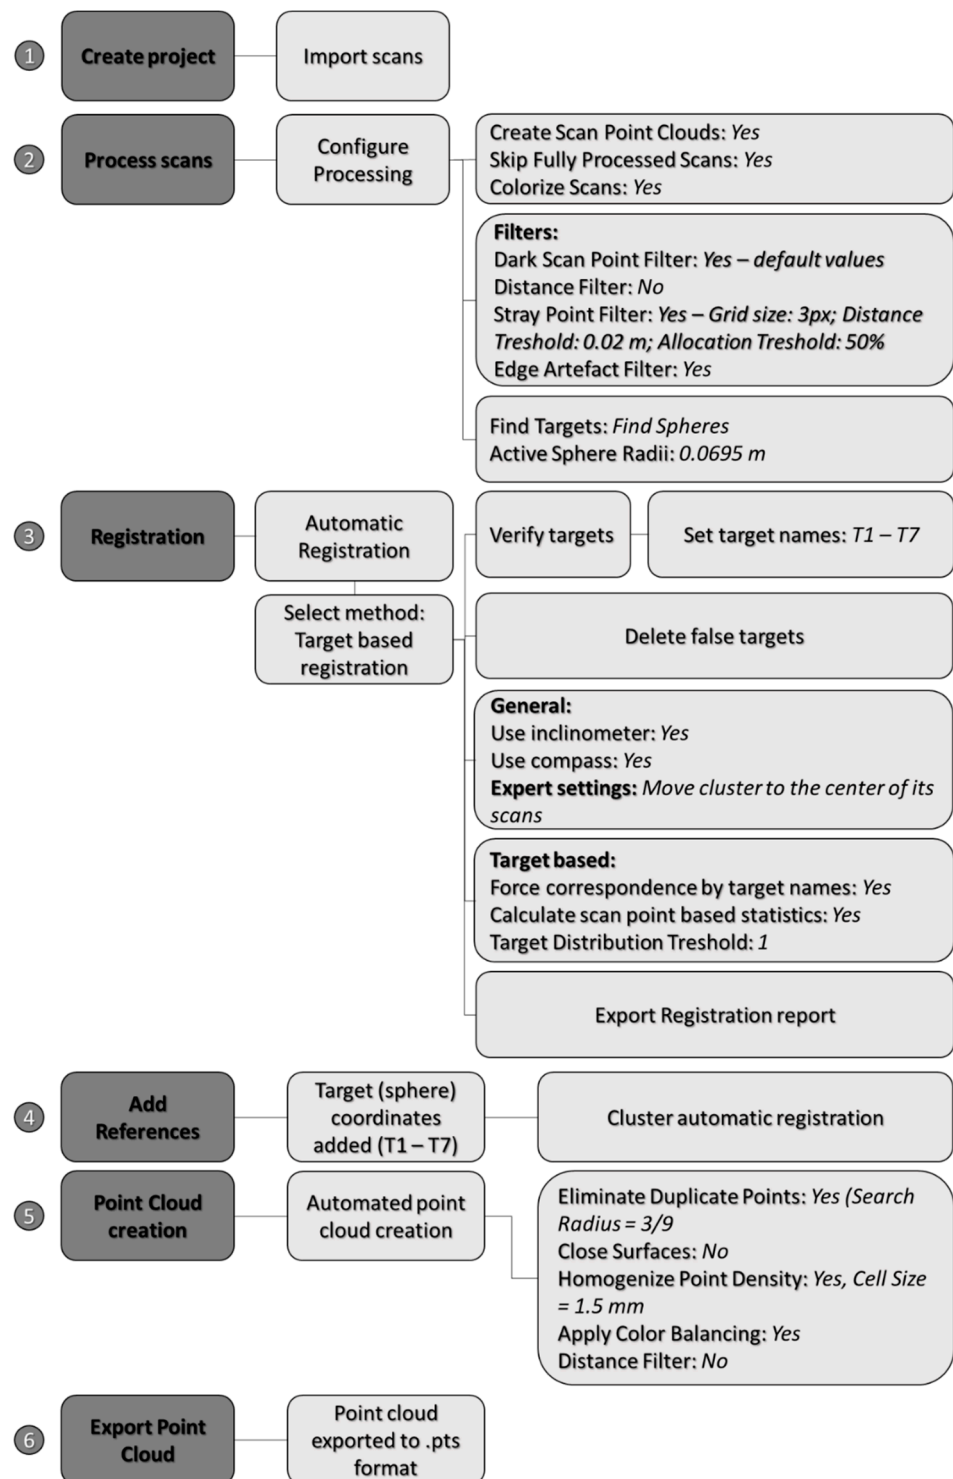 1
Create project
Import scans
2
Process scans
Configure
Processing
Create Scan Point Clouds: Yes
Skip Fully Processed Scans: Yes
Colorize Scans: Yes
Filters:
Dark Scan Point Filter: Yes – default values
Distance Filter: No
Stray Point Filter: Yes – Grid size: 3px; Distance
Treshold: 0.02 m; Allocation Treshold: 50%
Edge Artefact Filter: Yes
Find Targets: Find Spheres
Active Sphere Radii: 0.0695 m
3
Registration
Automatic
Registration
Select method:
Target based
registration
Verify targets
Set target names: T1 – T7
Delete false targets
General:
Use inclinometer: Yes
Use compass: Yes
Expert settings: Move cluster to the center of its
scans
Target based:
Force correspondence by target names: Yes
Calculate scan point based statistics: Yes
Target Distribution Treshold: 1
Export Registration report
4
Add
References
Target (sphere)
coordinates
added (T1 – T7)
Cluster automatic registration
5
Point Cloud
creation
Automated point
cloud creation
Eliminate Duplicate Points: Yes (Search
Radius = 3/9
Close Surfaces: No
Homogenize Point Density: Yes, Cell Size
= 1.5 mm
Apply Color Balancing: Yes
Distance Filter: No
6
Export Point
Cloud
Point cloud
exported to .pts
format